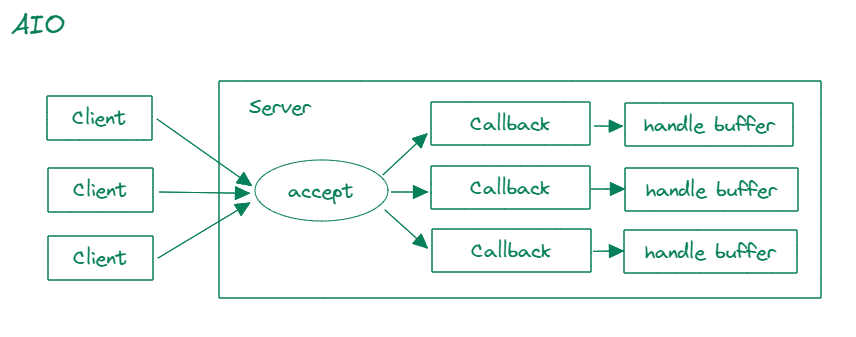 AIO
Server
Client
Callback
handle buffer
Client
accept
Callback
handle buffer
Client
Callback
handle buffer